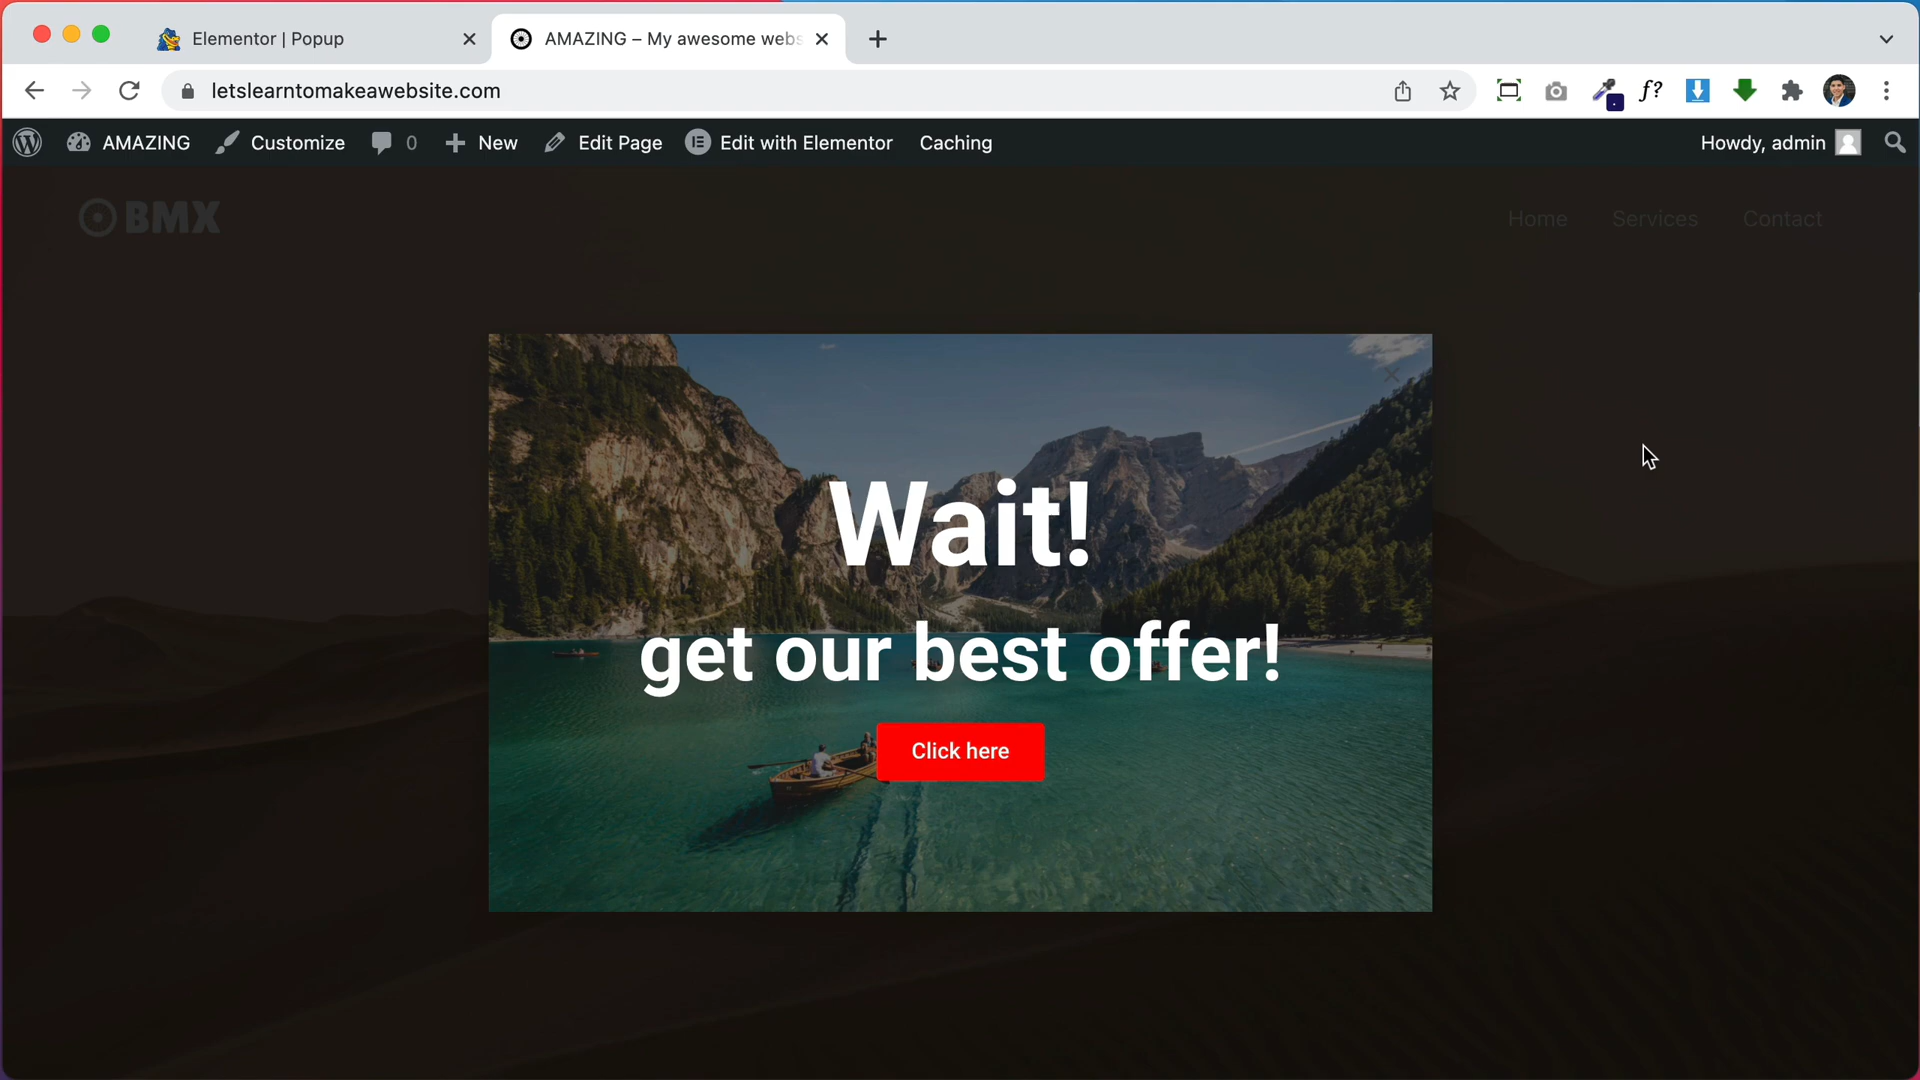 Elementor | Popup
AMAZING – My awesome webs
letslearntomakeawebsite.com
f?
AMAZING
Customize
0
New
Edit Page
Edit with Elementor
Caching
Howdy, admin
BMX
Home
Services
Contact
Wait!
get our best offer!
Click here